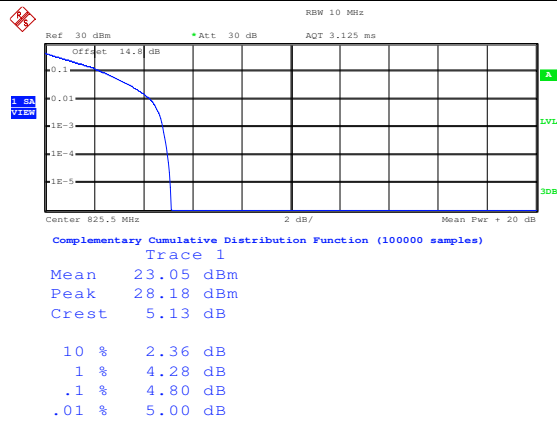 RBW 10 MHz
Ref 30 dBm *Att 30 dB AQT 3.125 ms
Offset 14.8 dB
0.1
A
0.01
1 SA
VIEW
1E-3
LVL
1E-4
1E-5
3DB
Center 825.5 MHz 2 dB/ Mean Pwr + 20 dB
Complementary Cumulative Distribution Function (100000 samples)
Trace 1
Mean 23.05 dBm
Peak 28.18 dBm
Crest 5.13 dB
10 % 2.36 dB
1 % 4.28 dB
.1 % 4.80 dB
.01 % 5.00 dB